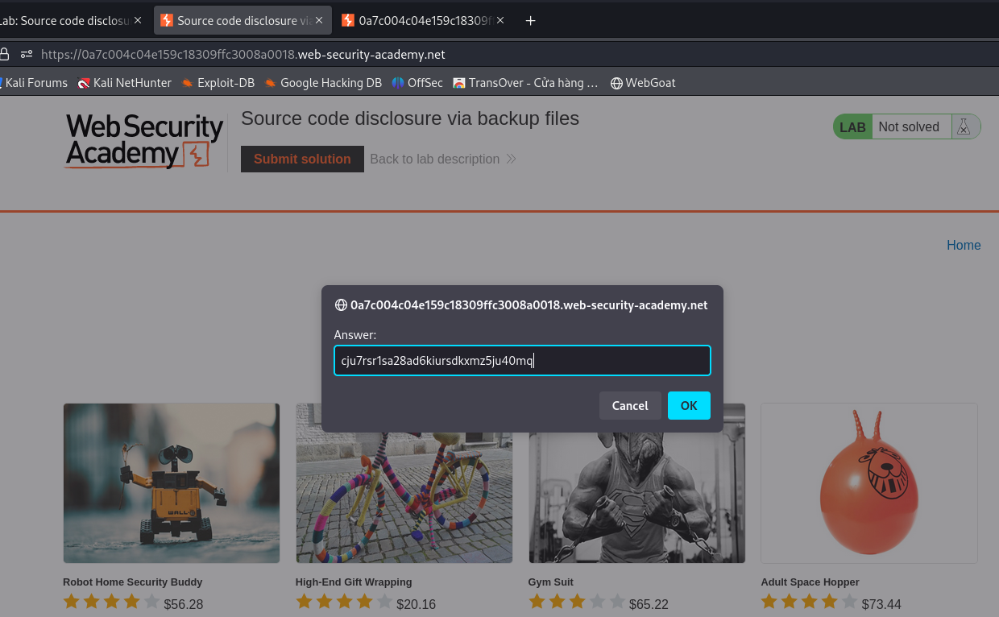 Lab: Source code disclosu
Source code disclosure via
0a7c004c04e159c18309f
https://0a7c004c04e159c18309ffc3008a0018.web-security-academy.net
Kali Forums Kali NetHunter Exploit-DB Google Hacking DB OffSec TransOver - Cửa hàng … WebGoat
Web Security
Academy
Source code disclosure via backup files
Submit solution Back to lab description
LAB Not solved
Home
0a7c004c04e159c18309ffc3008a0018.web-security-academy.net
Answer:
cju7rsr1sa28ad6kiursdkxmz5ju40mq
Cancel OK
WALL·E
Robot Home Security Buddy
$56.28
High-End Gift Wrapping
$20.16
Gym Suit
$65.22
Adult Space Hopper
$73.44